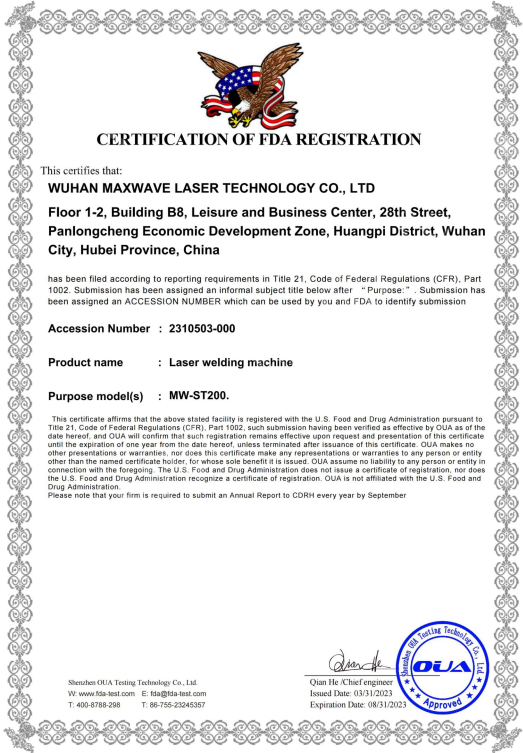 CERTIFICATION OF FDA REGISTRATION
This certifies that:
WUHAN MAXWAVE LASER TECHNOLOGY CO., LTD
Floor 1-2, Building B8, Leisure and Business Center, 28th Street,
Panlongcheng Economic Development Zone, Huangpi District, Wuhan
City, Hubei Province, China
has been filed according to reporting requirements in Title 21, Code of Federal Regulations (CFR), Part
1002. Submission has been assigned an informal subject title below after “Purpose:”. Submission has
been assigned an ACCESSION NUMBER which can be used by you and FDA to identify submission
Accession Number : 2310503-000
Product name : Laser welding machine
Purpose model(s) : MW-ST200.
This certificate affirms that the above stated facility is registered with the U.S. Food and Drug Administration pursuant to
Title 21, Code of Federal Regulations (CFR), Part 1002, such submission having been verified as effective by OUA as of the
date hereof, and OUA will confirm that such registration remains effective upon request and presentation of this certificate
until the expiration of one year from the date hereof, unless terminated after issuance of this certificate. OUA makes no
other presentations or warranties, nor does this certificate make any representations or warranties to any person or entity
other than the named certificate holder, for whose sole benefit it is issued. OUA assume no liability to any person or entity in
connection with the foregoing. The U.S. Food and Drug Administration does not issue a certificate of registration, nor does
the U.S. Food and Drug Administration recognize a certificate of registration. OUA is not affiliated with the U.S. Food and
Drug Administration.
Please note that your firm is required to submit an Annual Report to CDRH every year by September
Shenzhen OUA Testing Technology Co., Ltd.
W: www.fda-test.com E: fda@fda-test.com
T: 400-8788-298 T: 86-755-23245357
Qian He
Qian He /Chief engineer
Issued Date: 03/31/2023
Expiration Date: 08/31/2023
Shenzhen OUA Testing Technology Co., Ltd.
OUA
Approved